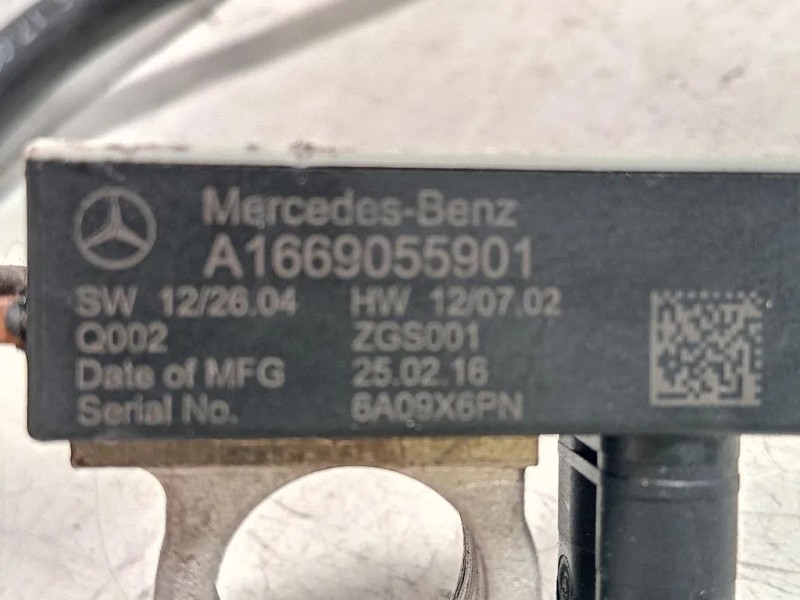 Mercedes-Benz
A1669055901
SW 12/26.04 HW 12/07.02
Q002 ZGS001
Date of MFG 25.02.16
Serial No. 6A09X6PN